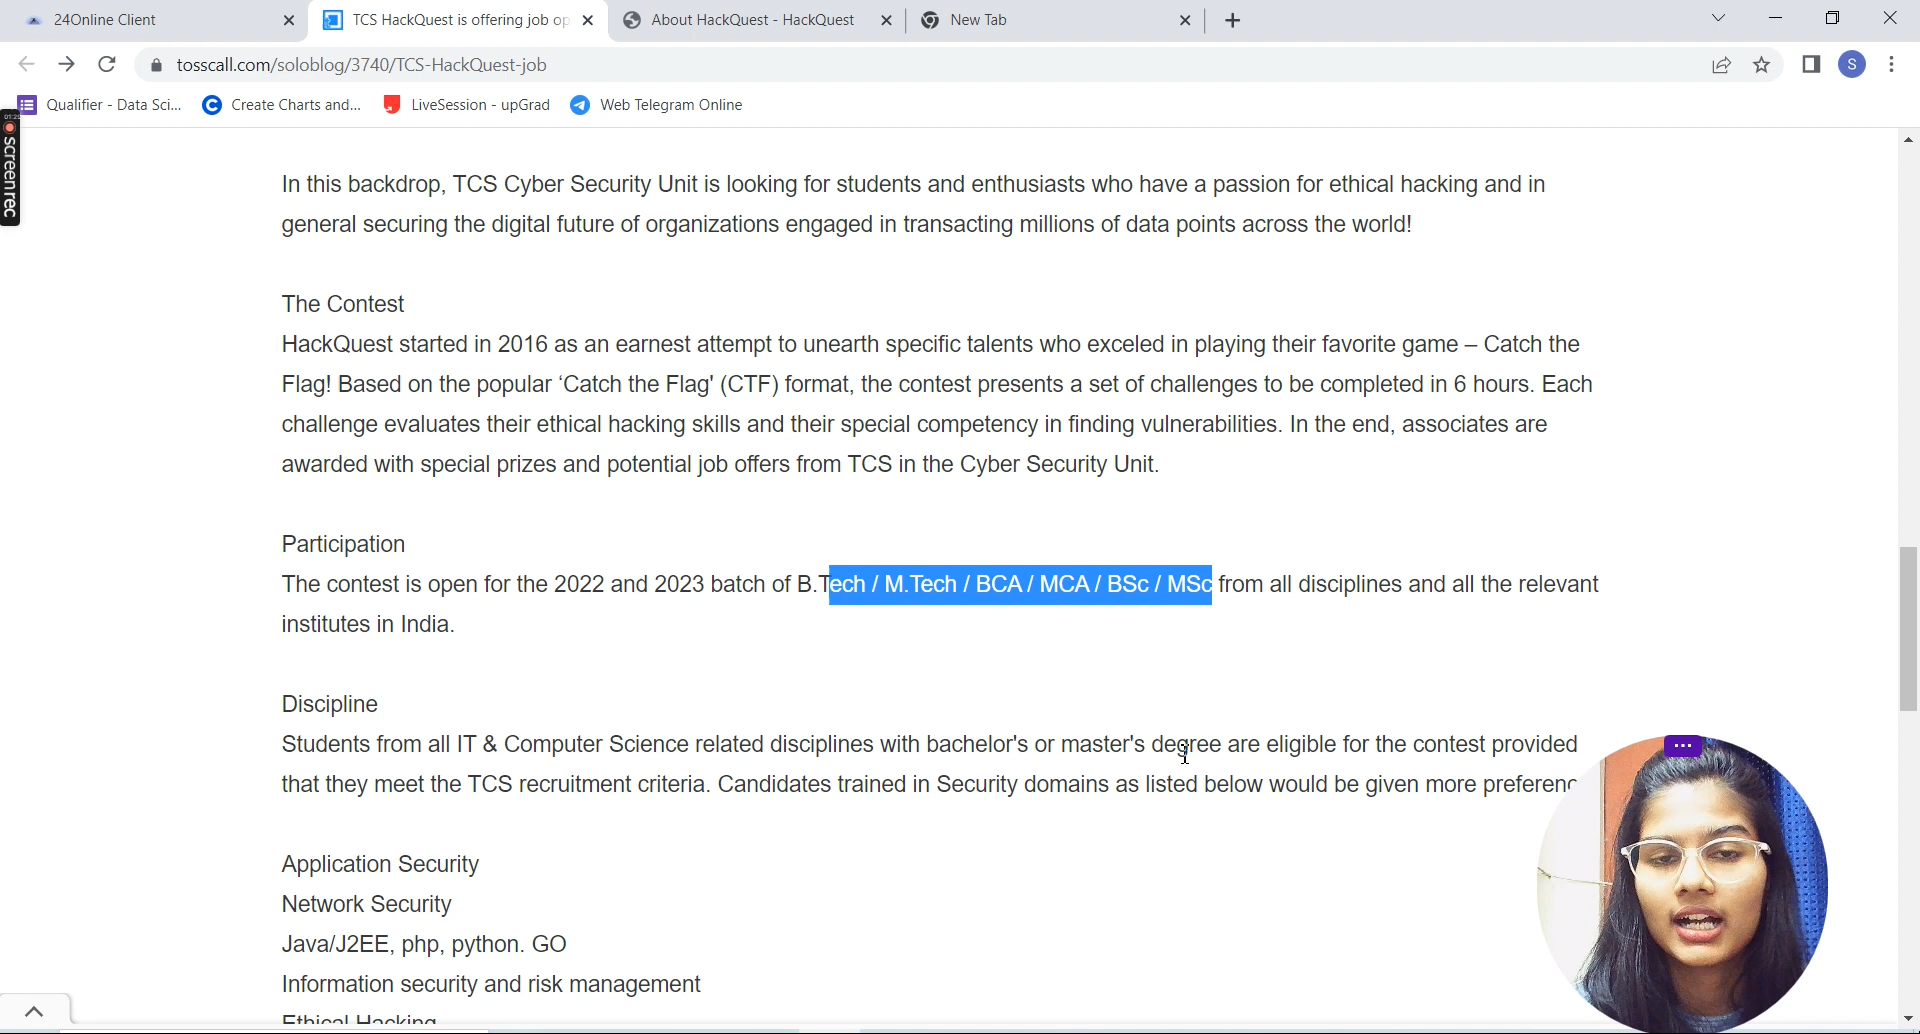 24Online Client
TCS HackQuest is offering job op
About HackQuest - HackQuest
New Tab
tosscall.com/soloblog/3740/TCS-HackQuest-job
S
Qualifier - Data Sci...
Create Charts and...
LiveSession - upGrad
Web Telegram Online
screenrec
In this backdrop, TCS Cyber Security Unit is looking for students and enthusiasts who have a passion for ethical hacking and in
general securing the digital future of organizations engaged in transacting millions of data points across the world!
The Contest
HackQuest started in 2016 as an earnest attempt to unearth specific talents who exceled in playing their favorite game – Catch the
Flag! Based on the popular ‘Catch the Flag' (CTF) format, the contest presents a set of challenges to be completed in 6 hours. Each
challenge evaluates their ethical hacking skills and their special competency in finding vulnerabilities. In the end, associates are
awarded with special prizes and potential job offers from TCS in the Cyber Security Unit.
Participation
The contest is open for the 2022 and 2023 batch of B.Tech / M.Tech / BCA / MCA / BSc / MSc from all disciplines and all the relevant
institutes in India.
Discipline
Students from all IT & Computer Science related disciplines with bachelor's or master's degree are eligible for the contest provided
that they meet the TCS recruitment criteria. Candidates trained in Security domains as listed below would be given more preferenc
Application Security
Network Security
Java/J2EE, php, python. GO
Information security and risk management
Ethical Hacking